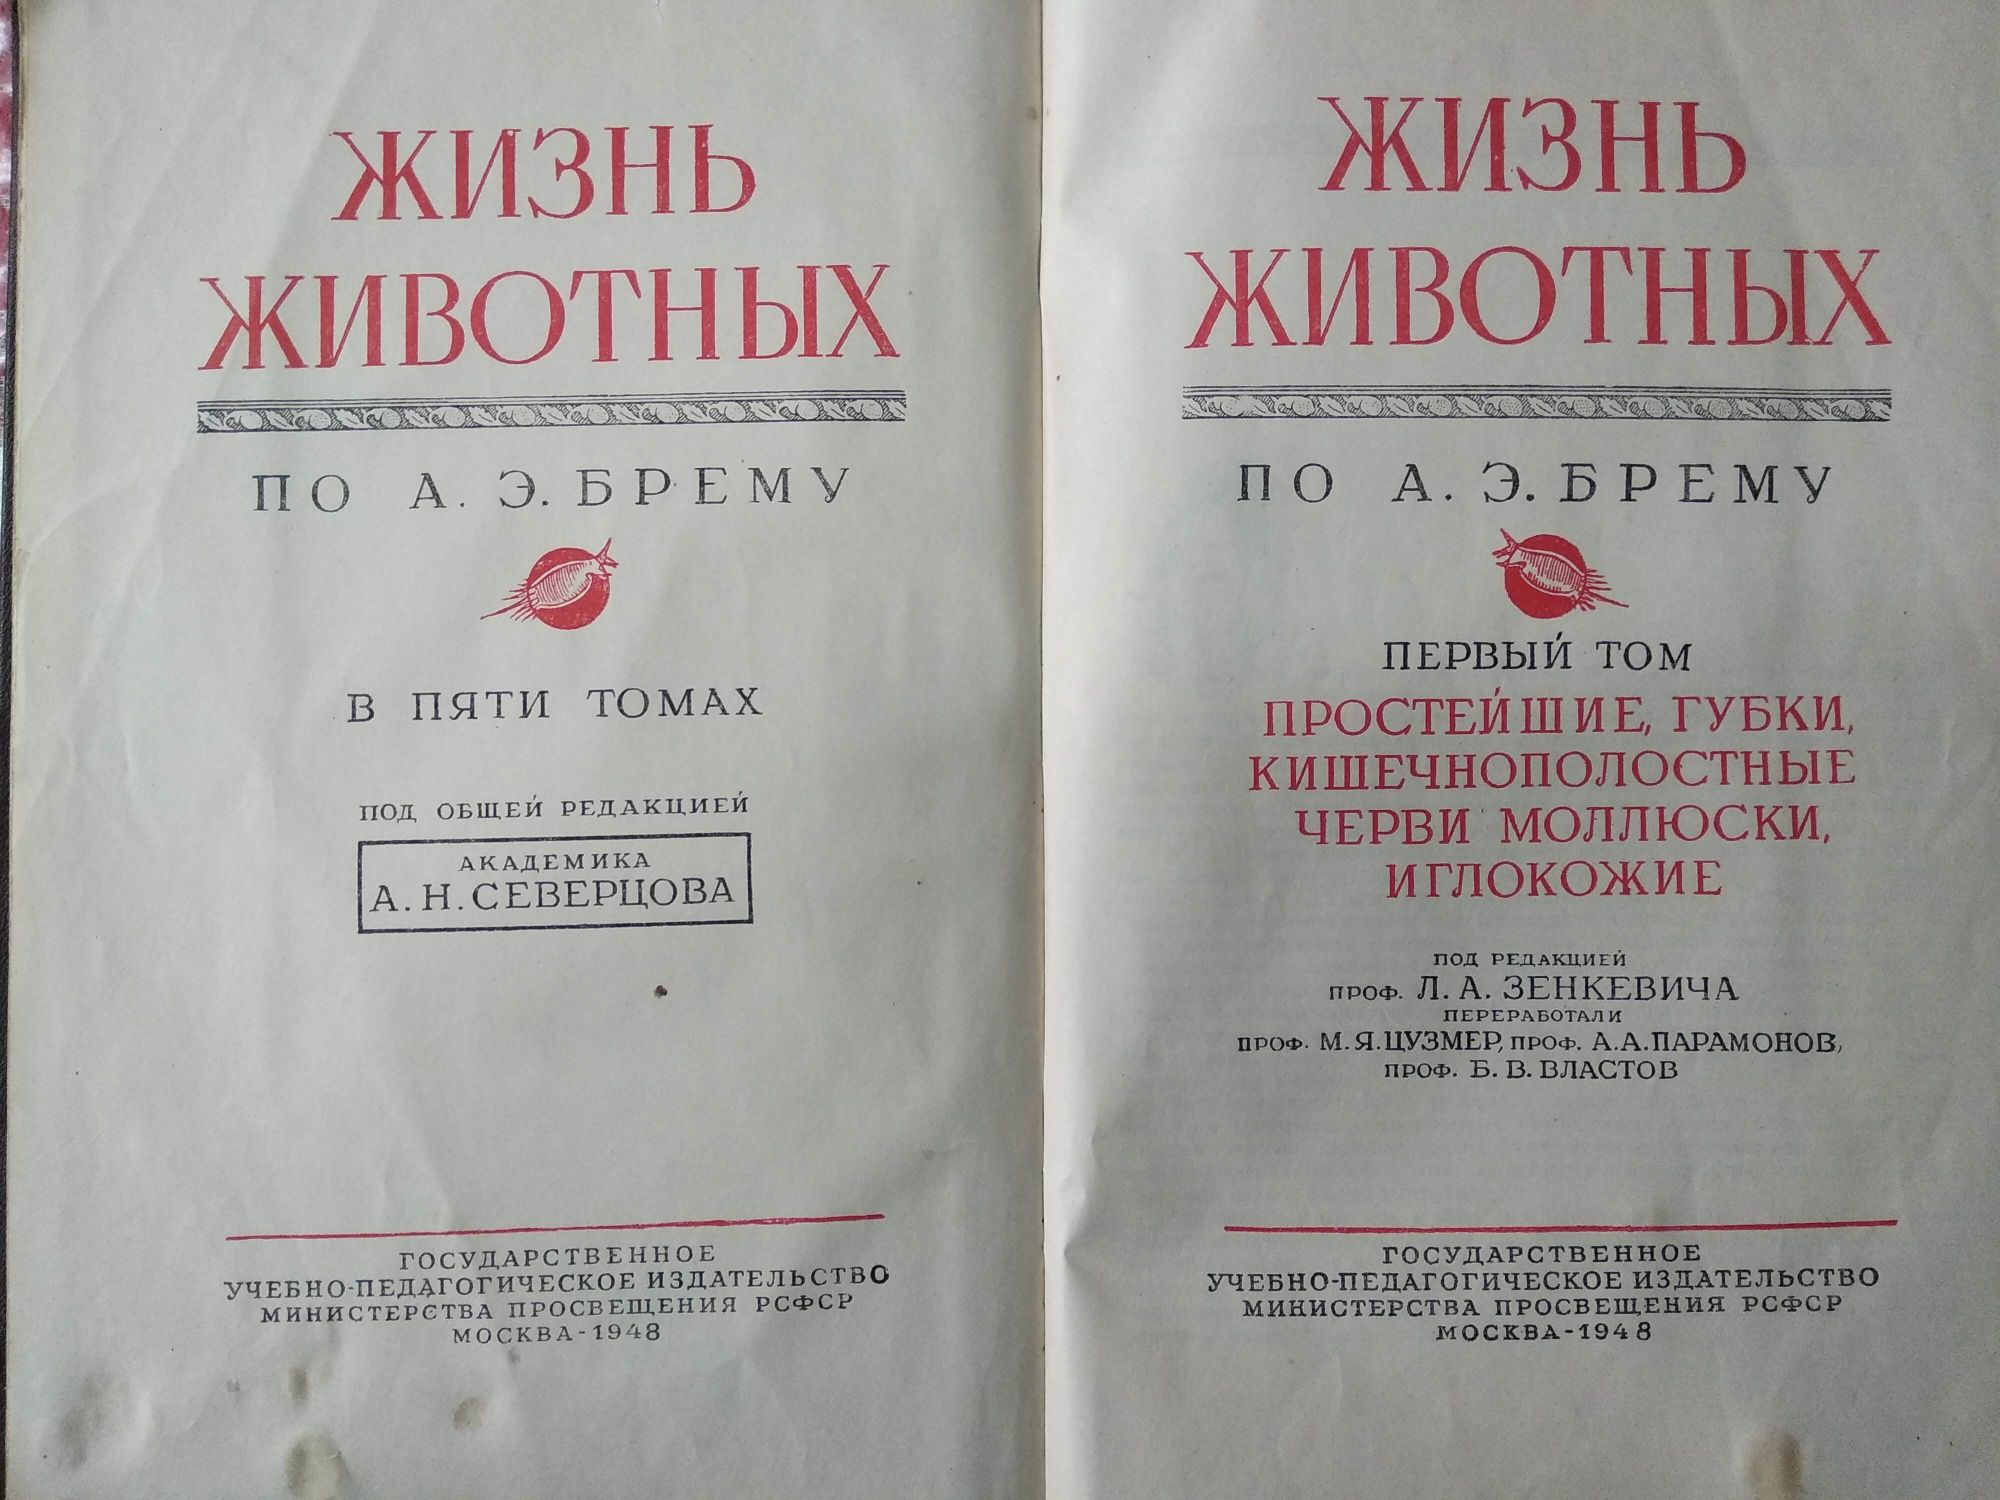 ЖИЗНЬ
ЖИВОТНЫХ
ПО А. Э. БРЕМУ
В ПЯТИ ТОМАХ
ПОД ОБЩЕЙ РЕДАКЦИЕЙ
АКАДЕМИКА
А. Н. СЕВЕРЦОВА
ГОСУДАРСТВЕННОЕ
УЧЕБНО-ПЕДАГОГИЧЕСКОЕ ИЗДАТЕЛЬСТВО
МИНИСТЕРСТВА ПРОСВЕЩЕНИЯ РСФСР
МОСКВА-1948
ЖИЗНЬ
ЖИВОТНЫХ
ПО А. Э. БРЕМУ
ПЕРВЫЙ ТОМ
ПРОСТЕЙШИЕ, ГУБКИ,
КИШЕЧНОПОЛОСТНЫЕ
ЧЕРВИ МОЛЛЮСКИ,
ИГЛОКОЖИЕ
ПОД РЕДАКЦИЕЙ
ПРОФ. Л. А. ЗЕНКЕВИЧА
ПЕРЕРАБОТАЛИ
ПРОФ. М.Я.ЦУЗМЕР, ПРОФ. А.А.ПАРАМОНОВ,
ПРОФ. Б. В. ВЛАСТОВ
ГОСУДАРСТВЕННОЕ
УЧЕБНО-ПЕДАГОГИЧЕСКОЕ ИЗДАТЕЛЬСТВО
МИНИСТЕРСТВА ПРОСВЕЩЕНИЯ РСФСР
МОСКВА-1948